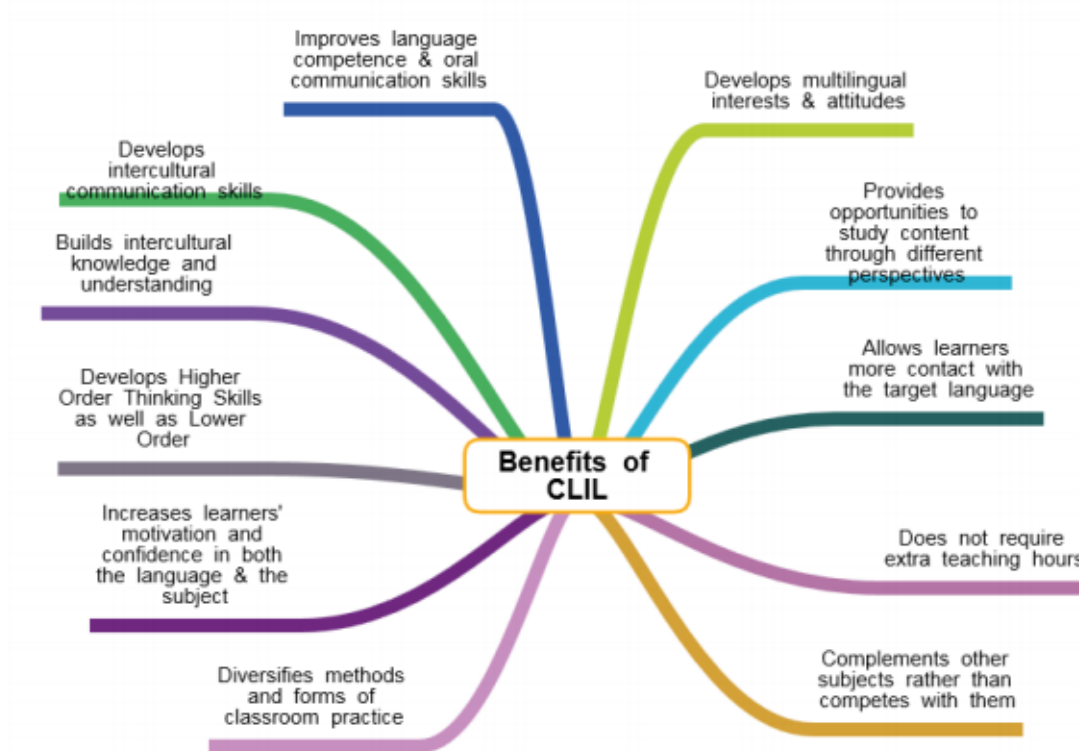 Improves language
competence & oral
communication skills
Develops multilingual
interests & attitudes
Develops
intercultural
communication skills
Provides
opportunities to
study content
through different
perspectives
Builds intercultural
knowledge and
understanding
Allows learners
more contact with
the target language
Develops Higher
Order Thinking Skills
as well as Lower
Order
Benefits of
CLIL
Increases learners'
motivation and
confidence in both
the language & the
subject
Does not require
extra teaching hours
Diversifies methods
and forms of
classroom practice
Complements other
subjects rather than
competes with them